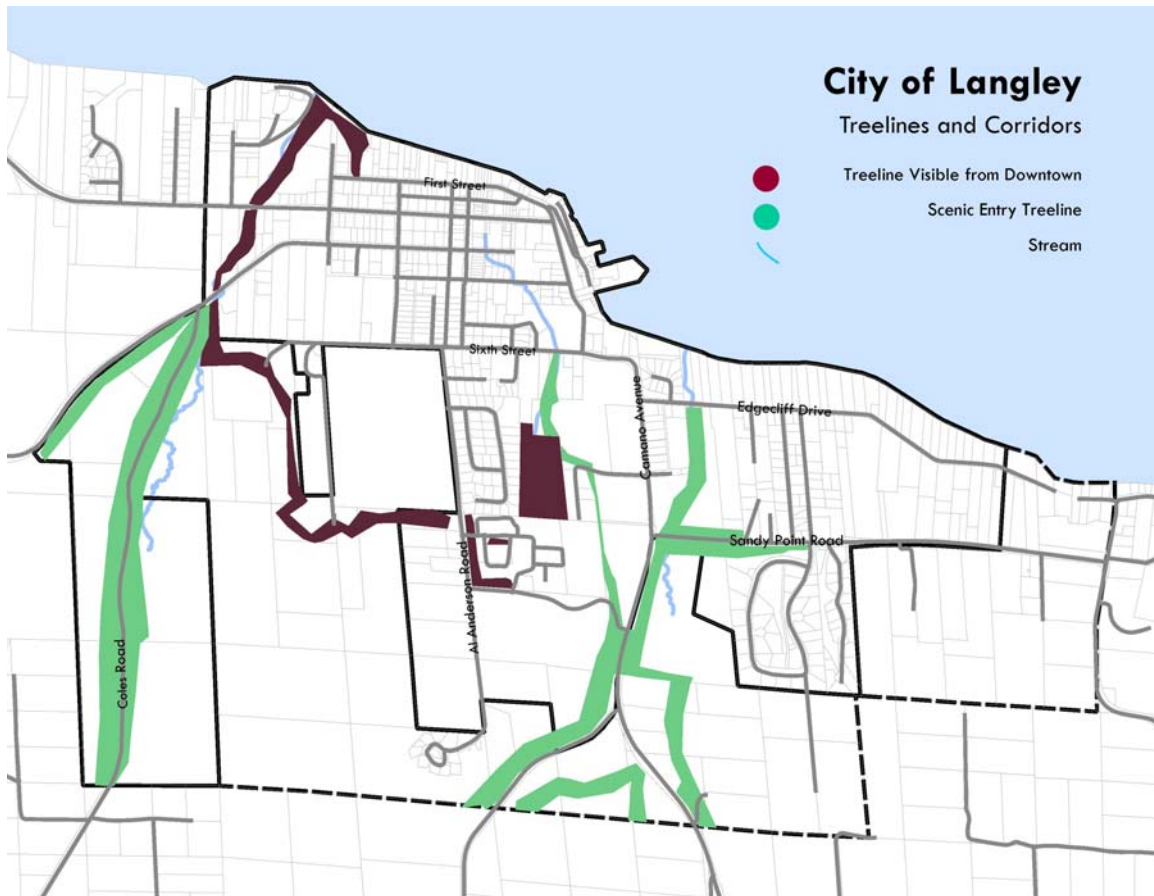 City of Langley
Treelines and Corridors
Treeline Visible from Downtown
Scenic Entry Treeline
Stream
First Street
Sixth Street
Camano Avenue
Edgecliff Drive
Sandy Point Road
Al Anderson Road
Coles Road